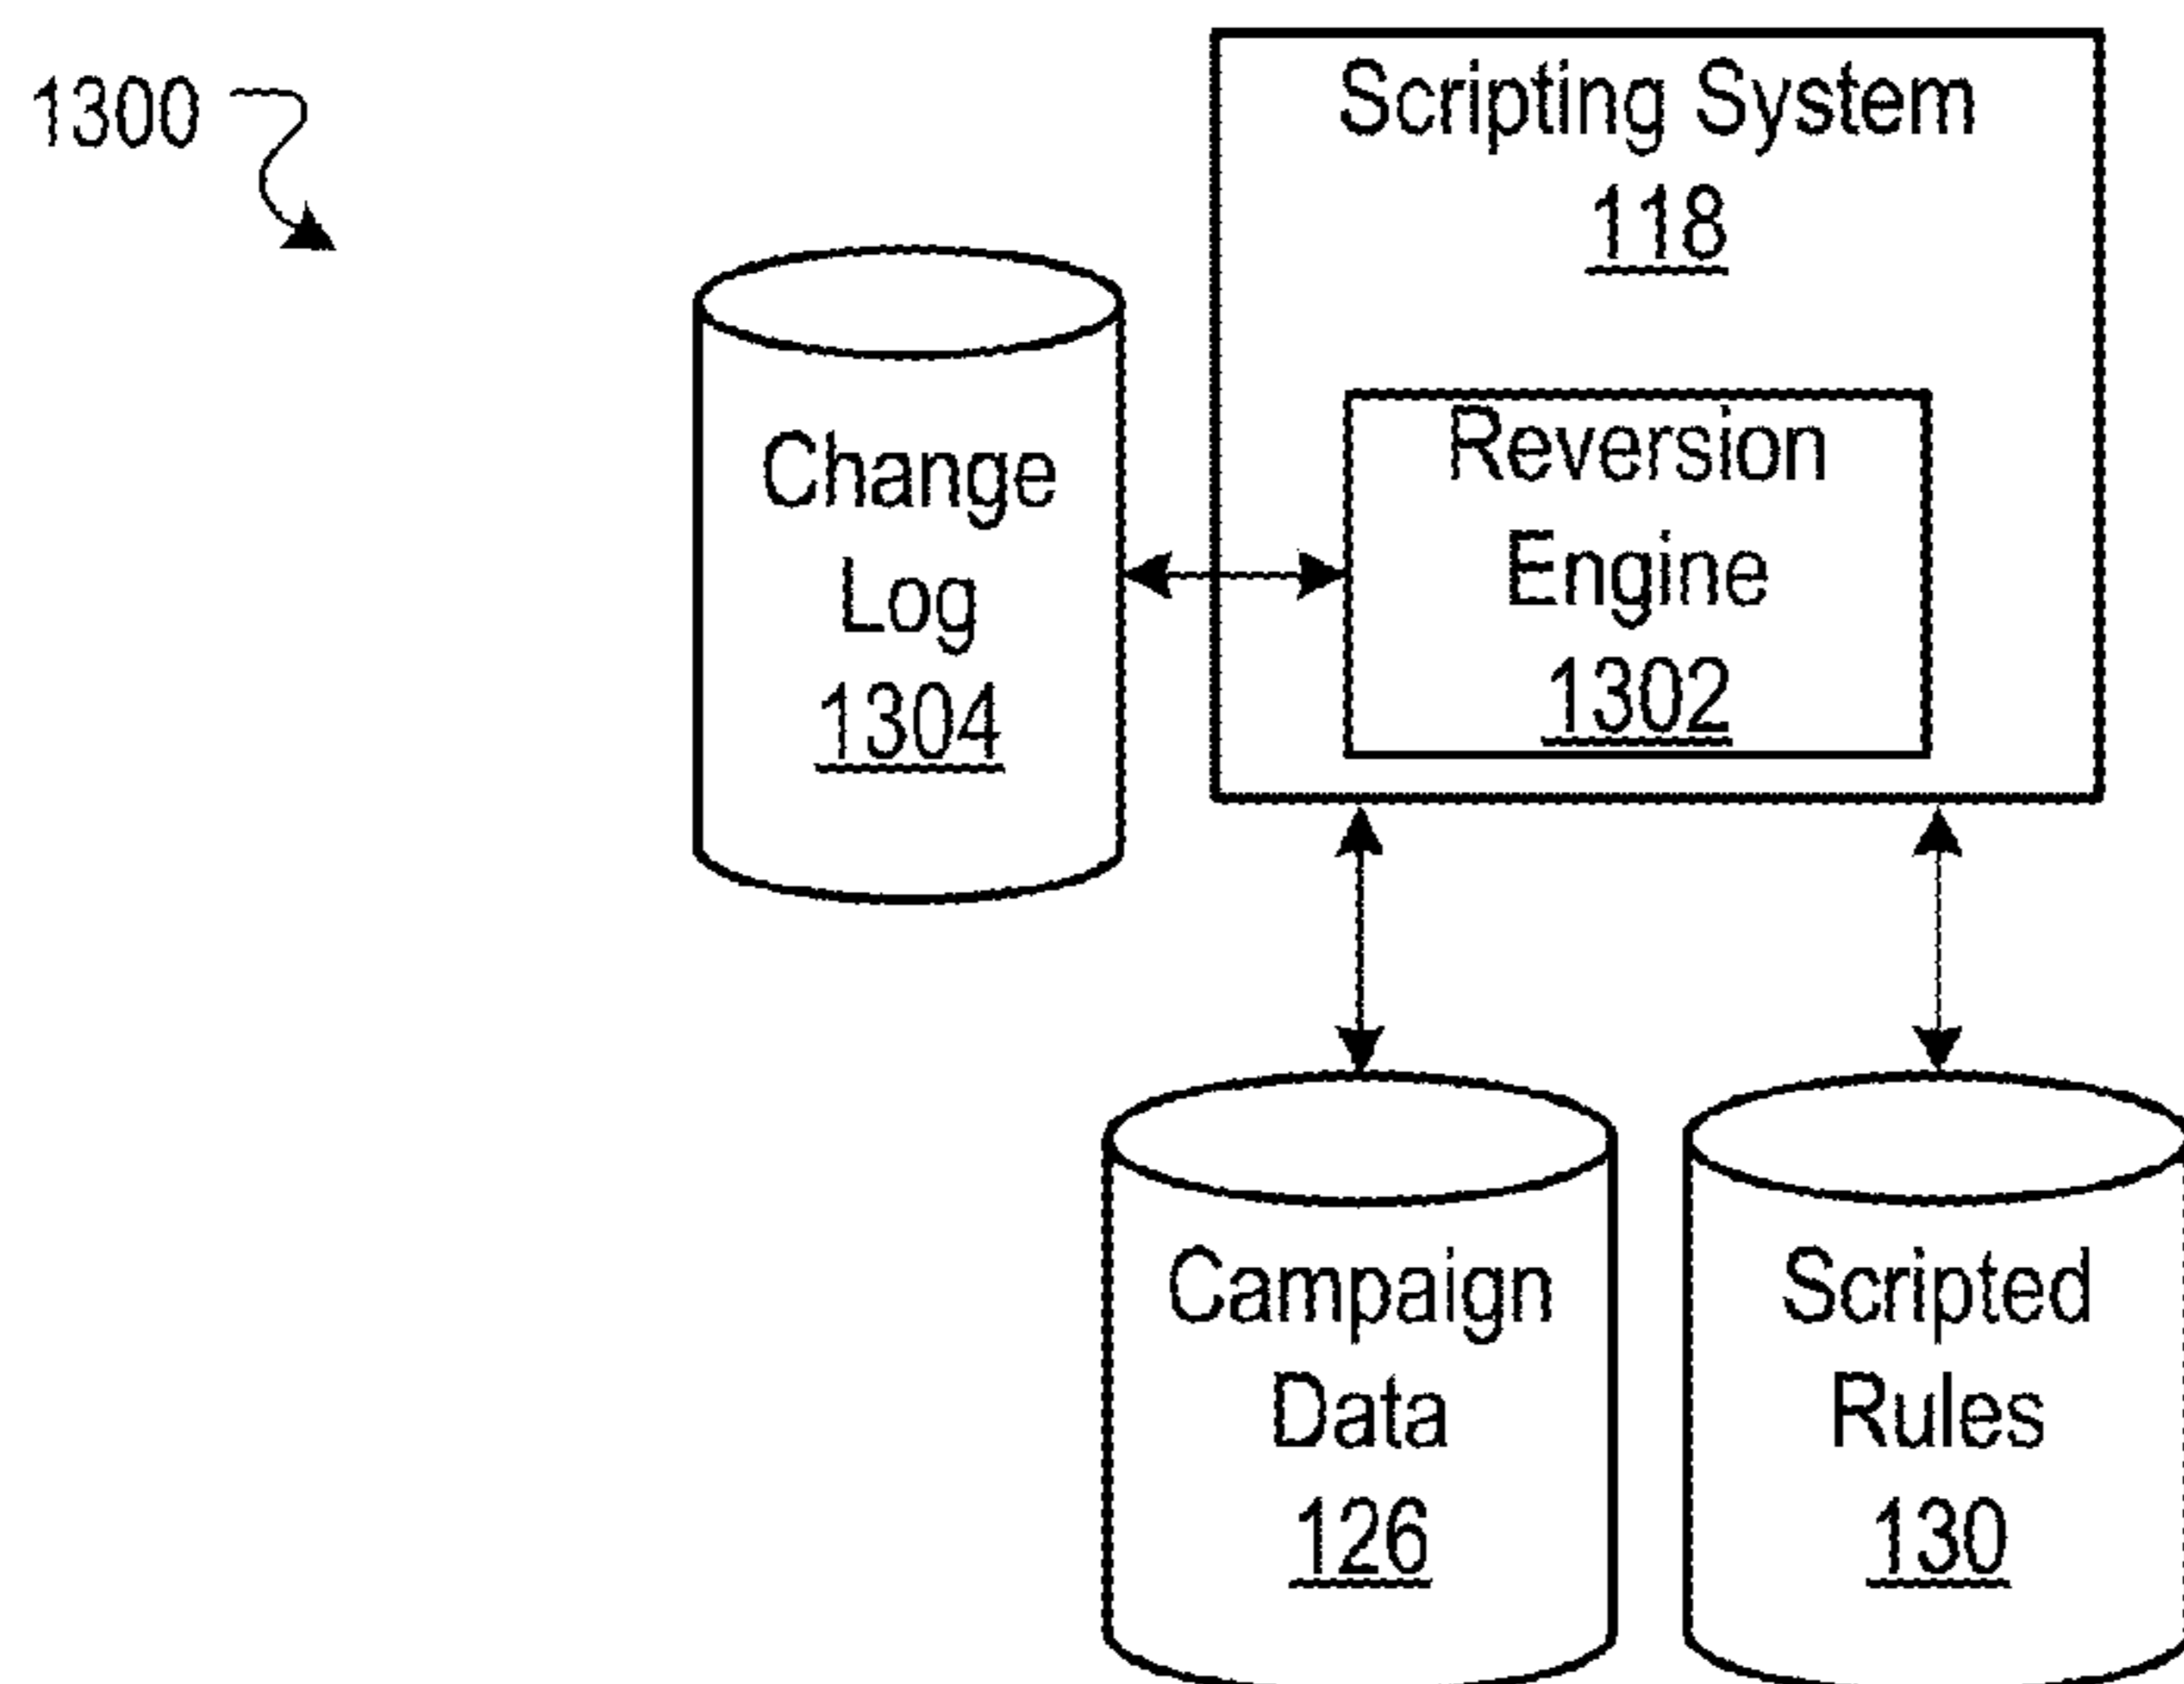 1300
Scripting System
118
Change
Log
1304
Reversion
Engine
1302
Campaign
Data
126
Scripted
Rules
130